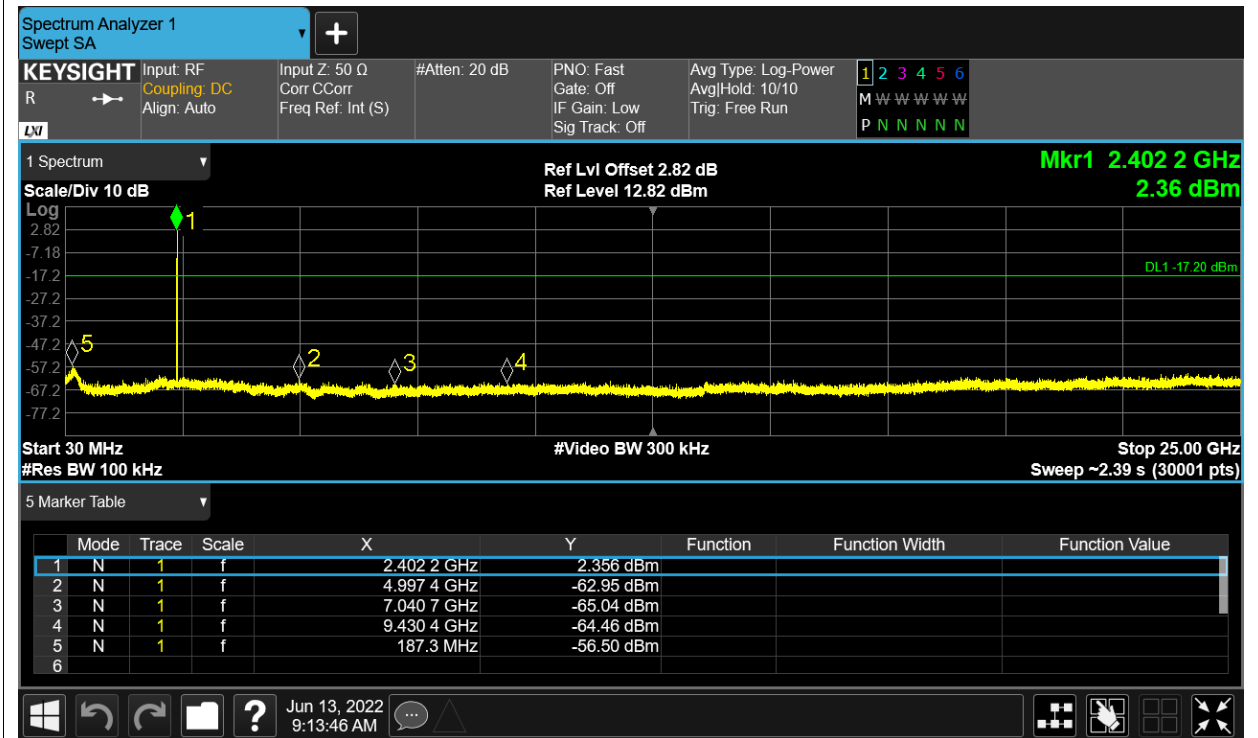 Spectrum Analyzer 1
Swept SA
+
KEYSIGHT Input: RF Input Z: 50 Ω #Atten: 20 dB PNO: Fast Avg Type: Log-Power 1 2 3 4 5 6
R Coupling: DC Corr CCorr Gate: Off Avg|Hold: 10/10 M W W W W W
Align: Auto Freq Ref: Int (S) IF Gain: Low Trig: Free Run
LXI Sig Track: Off P N N N N N
1 Spectrum Ref Lvl Offset 2.82 dB Mkr1 2.402 2 GHz
Scale/Div 10 dB Ref Level 12.82 dBm 2.36 dBm
Log
1
2.82
-7.18
-17.2 DL1 -17.20 dBm
-27.2
-37.2
-47.2 5
-57.2 2 3 4
-67.2
-77.2
Start 30 MHz #Video BW 300 kHz Stop 25.00 GHz
#Res BW 100 kHz Sweep ~2.39 s (30001 pts)
5 Marker Table
Mode Trace Scale X Y Function Function Width Function Value
1 N 1 f 2.402 2 GHz 2.356 dBm
2 N 1 f 4.997 4 GHz -62.95 dBm
3 N 1 f 7.040 7 GHz -65.04 dBm
4 N 1 f 9.430 4 GHz -64.46 dBm
5 N 1 f 187.3 MHz -56.50 dBm
6
? Jun 13, 2022
9:13:46 AM